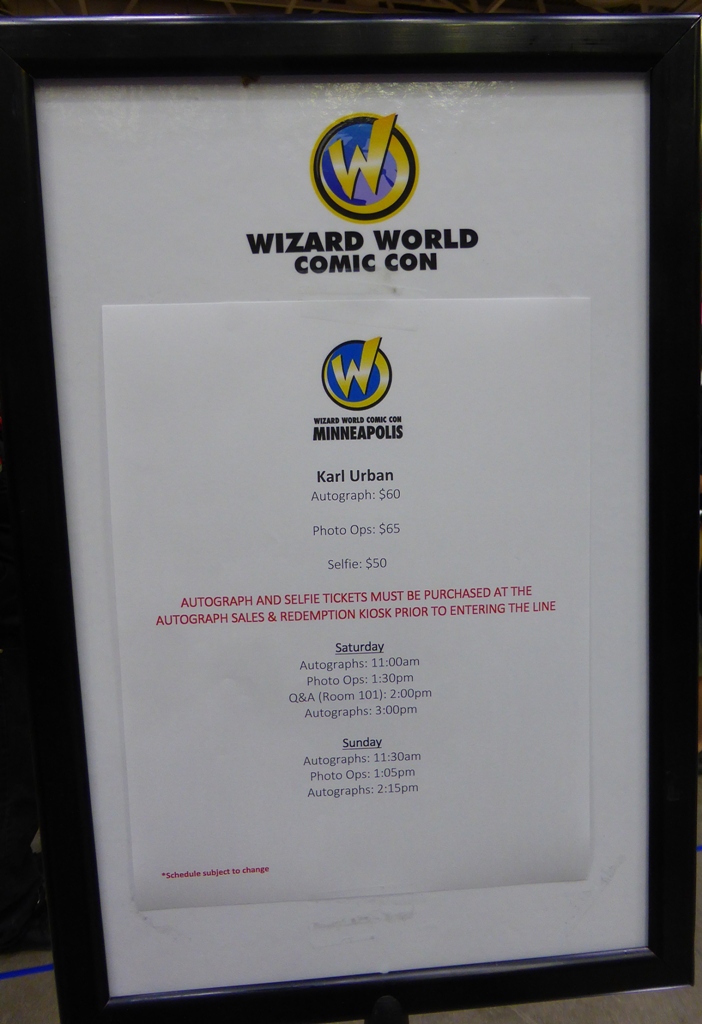 W
WIZARD WORLD
COMIC CON
W
WIZARD WORLD COMIC CON
MINNEAPOLIS
Karl Urban
Autograph: $60
Photo Ops: $65
Selfie: $50
AUTOGRAPH AND SELFIE TICKETS MUST BE PURCHASED AT THE
AUTOGRAPH SALES & REDEMPTION KIOSK PRIOR TO ENTERING THE LINE
Saturday
Autographs: 11:00am
Photo Ops: 1:30pm
Q&A (Room 101): 2:00pm
Autographs: 3:00pm
Sunday
Autographs: 11:30am
Photo Ops: 1:05pm
Autographs: 2:15pm
*Schedule subject to change